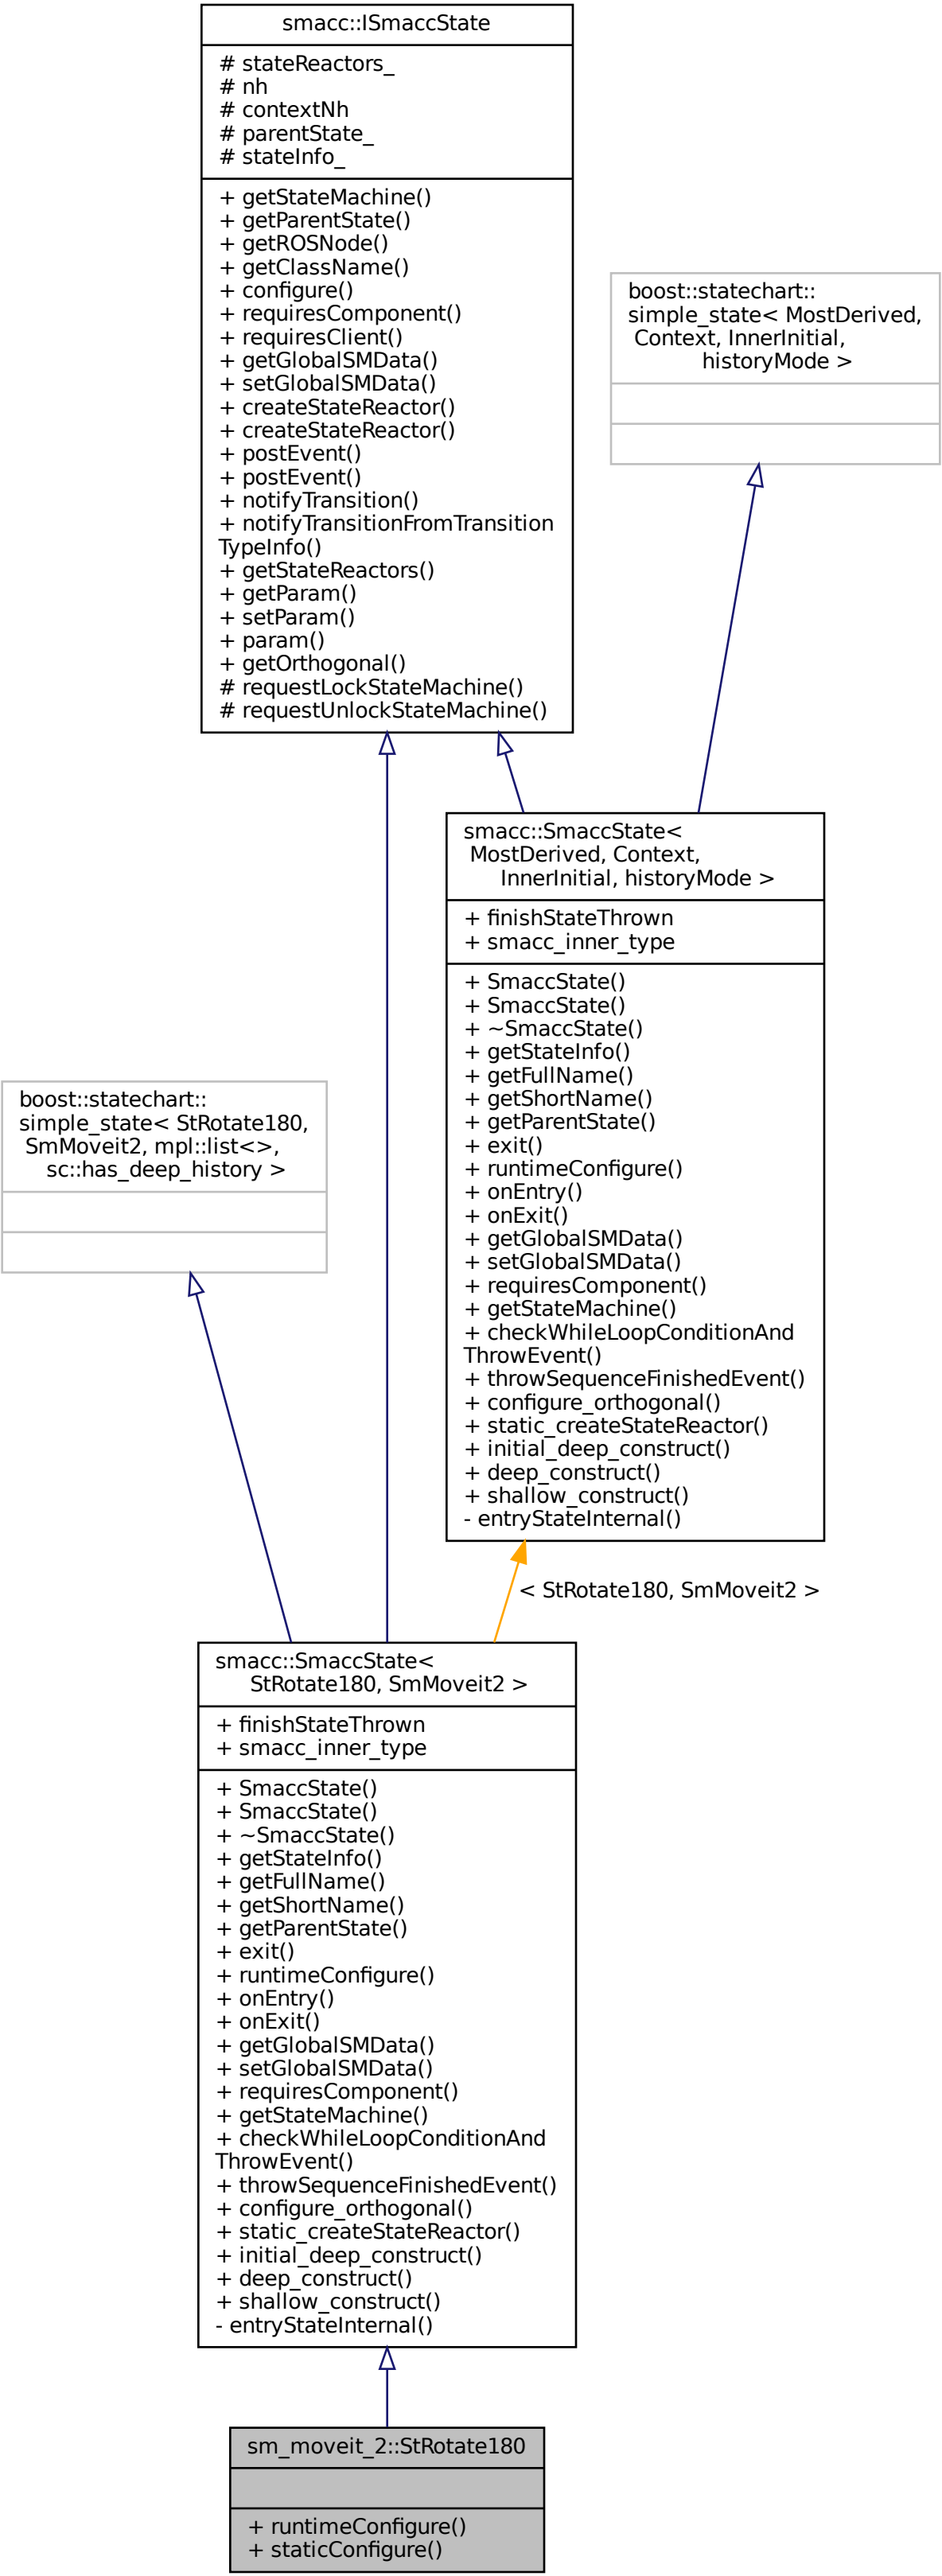 smacc::ISmaccState
# stateReactors_
# nh
# contextNh
# parentState_
# stateInfo_
+ getStateMachine()
+ getParentState()
+ getROSNode()
+ getClassName()
+ configure()
+ requiresComponent()
+ requiresClient()
+ getGlobalSMData()
+ setGlobalSMData()
+ createStateReactor()
+ createStateReactor()
+ postEvent()
+ postEvent()
+ notifyTransition()
+ notifyTransitionFromTransition
TypeInfo()
+ getStateReactors()
+ getParam()
+ setParam()
+ param()
+ getOrthogonal()
# requestLockStateMachine()
# requestUnlockStateMachine()
boost::statechart::
simple_state< MostDerived,
Context, InnerInitial,
historyMode >
smacc::SmaccState<
MostDerived, Context,
InnerInitial, historyMode >
+ finishStateThrown
+ smacc_inner_type
+ SmaccState()
+ SmaccState()
+ ~SmaccState()
+ getStateInfo()
+ getFullName()
+ getShortName()
+ getParentState()
+ exit()
+ runtimeConfigure()
+ onEntry()
+ onExit()
+ getGlobalSMData()
+ setGlobalSMData()
+ requiresComponent()
+ getStateMachine()
+ checkWhileLoopConditionAnd
ThrowEvent()
+ throwSequenceFinishedEvent()
+ configure_orthogonal()
+ static_createStateReactor()
+ initial_deep_construct()
+ deep_construct()
+ shallow_construct()
- entryStateInternal()
boost::statechart::
simple_state< StRotate180,
SmMoveit2, mpl::list<>,
sc::has_deep_history >
< StRotate180, SmMoveit2 >
smacc::SmaccState<
StRotate180, SmMoveit2 >
+ finishStateThrown
+ smacc_inner_type
+ SmaccState()
+ SmaccState()
+ ~SmaccState()
+ getStateInfo()
+ getFullName()
+ getShortName()
+ getParentState()
+ exit()
+ runtimeConfigure()
+ onEntry()
+ onExit()
+ getGlobalSMData()
+ setGlobalSMData()
+ requiresComponent()
+ getStateMachine()
+ checkWhileLoopConditionAnd
ThrowEvent()
+ throwSequenceFinishedEvent()
+ configure_orthogonal()
+ static_createStateReactor()
+ initial_deep_construct()
+ deep_construct()
+ shallow_construct()
- entryStateInternal()
sm_moveit_2::StRotate180
+ runtimeConfigure()
+ staticConfigure()